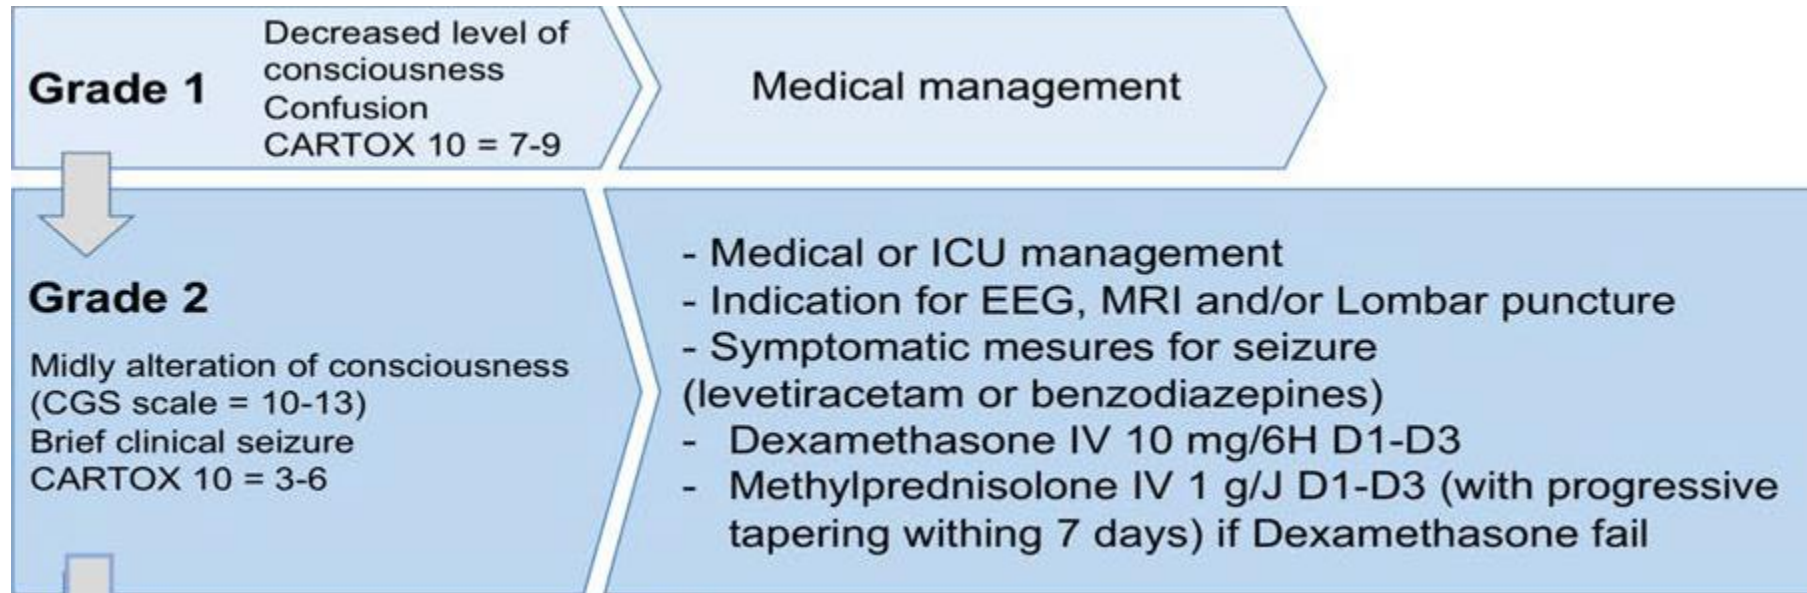 Grade 1
Decreased level of
consciousness
Confusion
CARTOX 10 = 7-9
Medical management
Grade 2
Midly alteration of consciousness
(CGS scale = 10-13)
Brief clinical seizure
CARTOX 10 = 3-6
- Medical or ICU management
- Indication for EEG, MRI and/or Lombar puncture
- Symptomatic mesures for seizure
(levetiracetam or benzodiazepines)
- Dexamethasone IV 10 mg/6H D1-D3
- Methylprednisolone IV 1 g/J D1-D3 (with progressive
tapering withing 7 days) if Dexamethasone fail